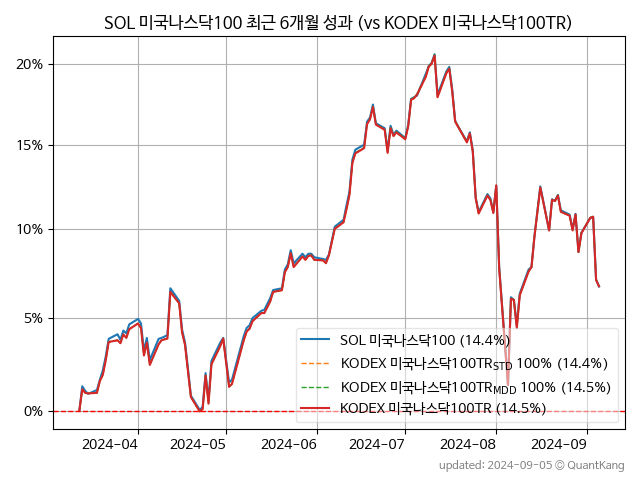 SOL 미국나스닥100 최근 6개월 성과 (vs KODEX 미국나스닥100TR)
20%
15%
10%
5%
0%
SOL 미국나스닥100 (14.4%)
KODEX 미국나스닥100TR_STD 100% (14.4%)
KODEX 미국나스닥100TR_MDD 100% (14.5%)
KODEX 미국나스닥100TR (14.5%)
2024-04 2024-05 2024-06 2024-07 2024-08 2024-09
updated: 2024-09-05 © QuantKang